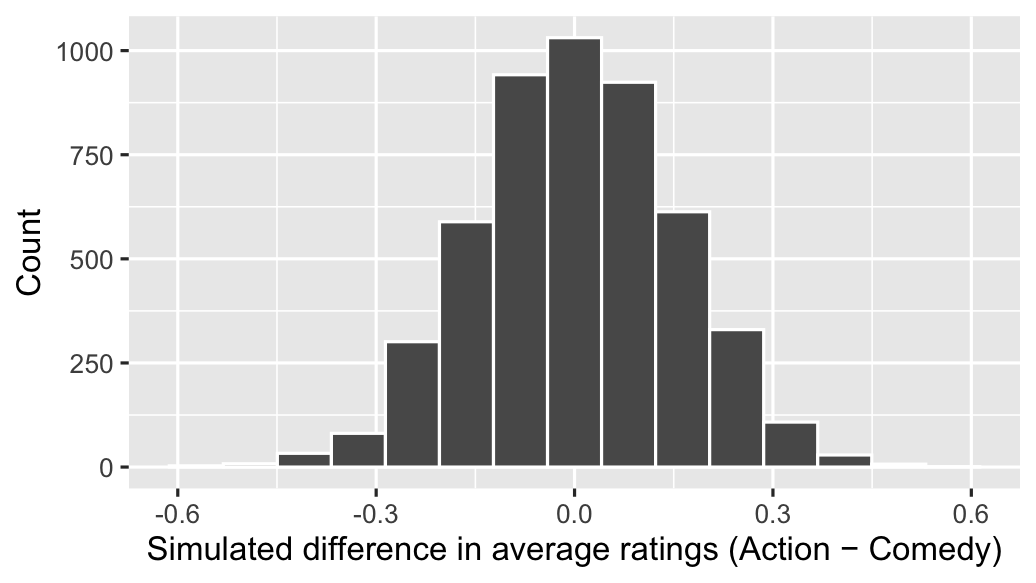 1000
750
500
250
0
Count
-0.6 -0.3 0.0 0.3 0.6
Simulated difference in average ratings (Action − Comedy)